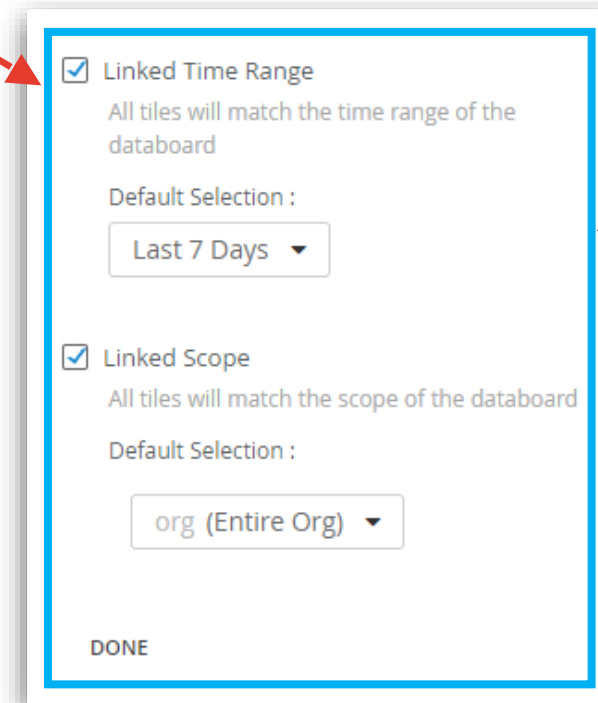 Linked Time Range
All tiles will match the time range of the
databoard
Default Selection :
Last 7 Days
Linked Scope
All tiles will match the scope of the databoard
Default Selection :
org (Entire Org)
DONE